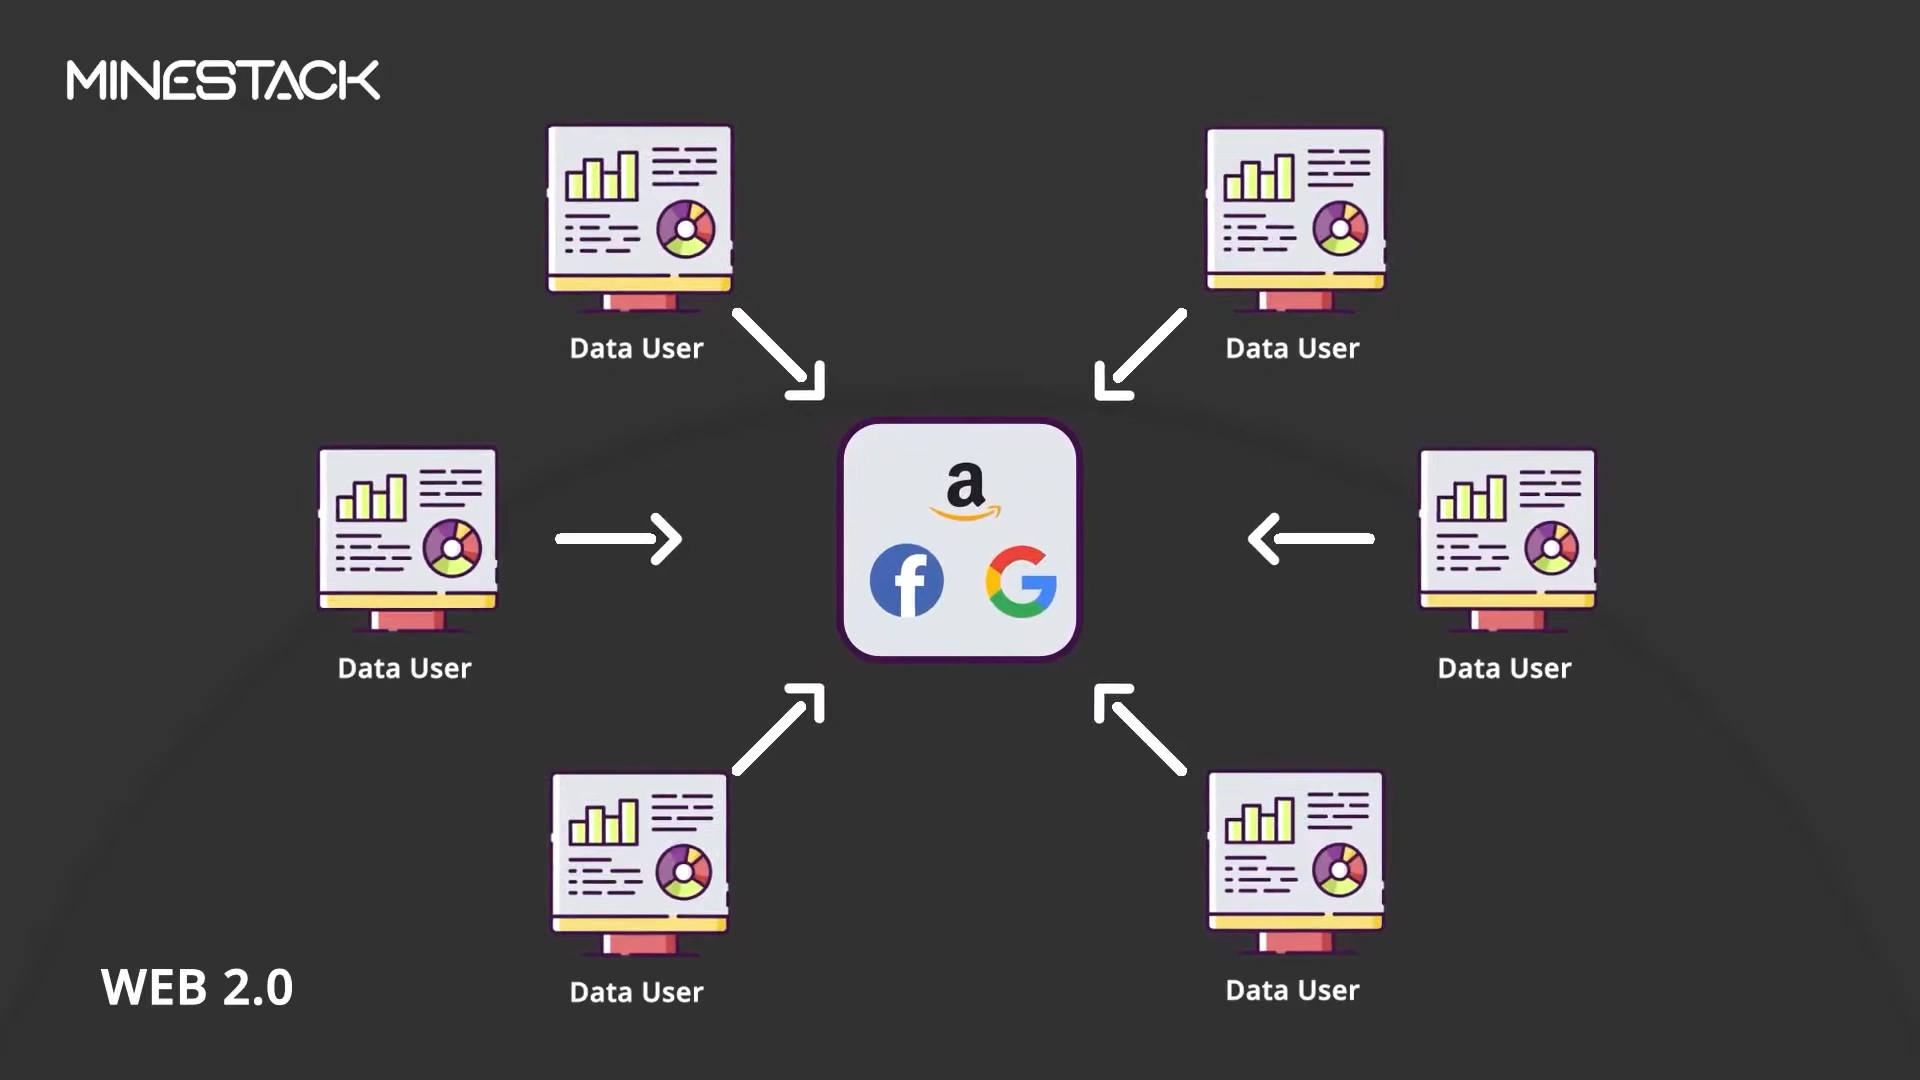 MINESTACK
Data User
Data User
a
f
G
Data User
Data User
Data User
Data User
WEB 2.0